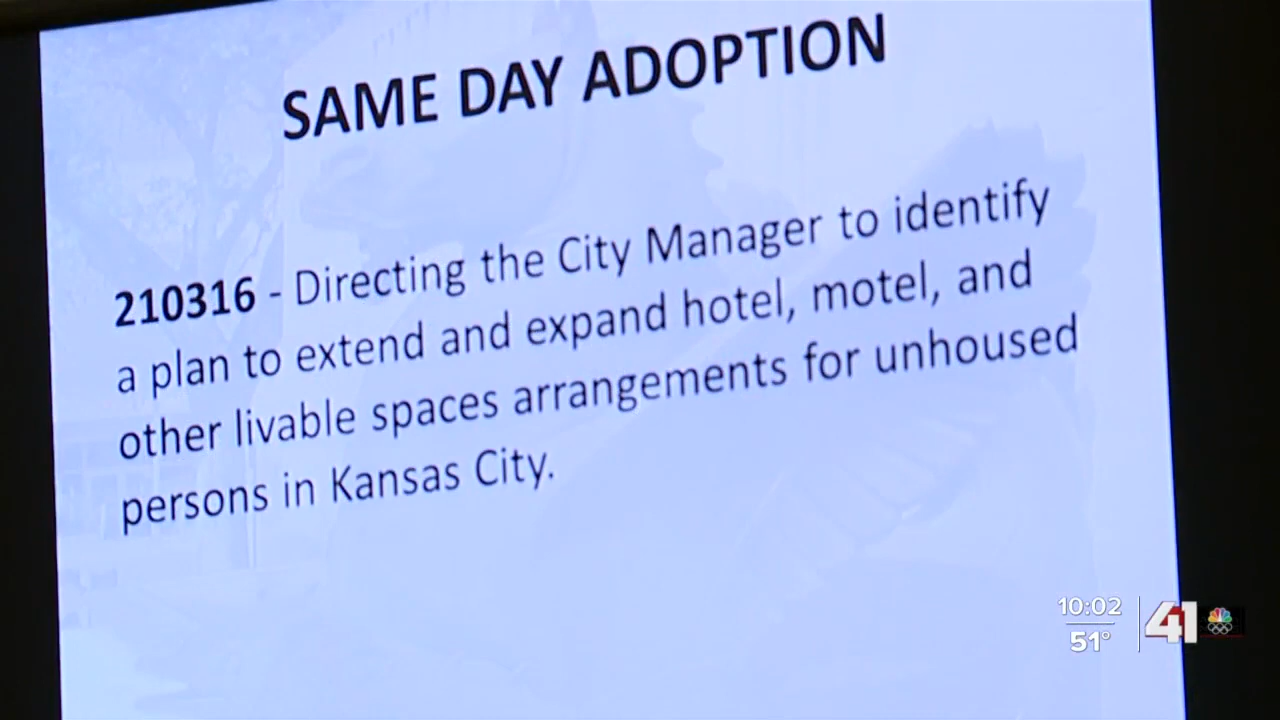 SAME DAY ADOPTION
210316 - Directing the City Manager to identify
a plan to extend and expand hotel, motel, and
other livable spaces arrangements for unhoused
persons in Kansas City.
10:02
51°
41